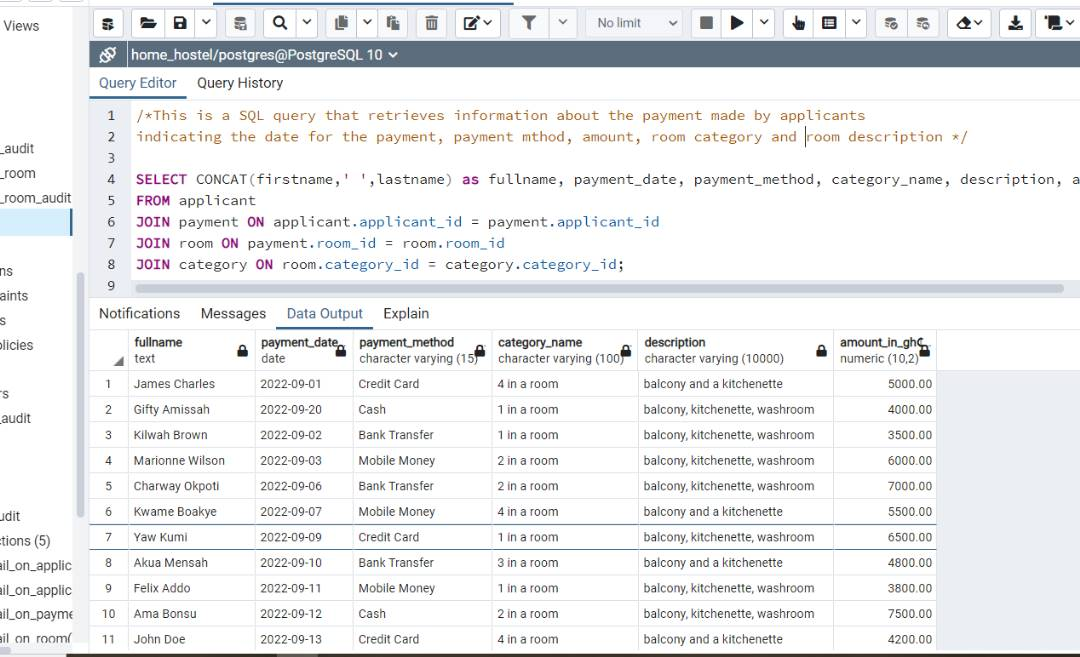 Views
_audit
_room
_room_audit
ns
aints
s
olicies
rs
audit
udit
ctions (5)
ail_on_applic
ail_on_applic
ail_on_payme
ail_on_room(
No limit
home_hostel/postgres@PostgreSQL 10
Query Editor Query History
1 /*This is a SQL query that retrieves information about the payment made by applicants
2 indicating the date for the payment, payment mthod, amount, room category and room description */
3
4 SELECT CONCAT(firstname,' ',lastname) as fullname, payment_date, payment_method, category_name, description, a
5 FROM applicant
6 JOIN payment ON applicant.applicant_id = payment.applicant_id
7 JOIN room ON payment.room_id = room.room_id
8 JOIN category ON room.category_id = category.category_id;
9
Notifications Messages Data Output Explain
fullname payment_date payment_method category_name description amount_in_gh₵
text date character varying (15) character varying (100) character varying (10000) numeric (10,2)
1 James Charles 2022-09-01 Credit Card 4 in a room balcony and a kitchenette 5000.00
2 Gifty Amissah 2022-09-20 Cash 1 in a room balcony, kitchenette, washroom 4000.00
3 Kilwah Brown 2022-09-02 Bank Transfer 1 in a room balcony, kitchenette, washroom 3500.00
4 Marionne Wilson 2022-09-03 Mobile Money 2 in a room balcony, kitchenette, washroom 6000.00
5 Charway Okpoti 2022-09-06 Bank Transfer 2 in a room balcony, kitchenette, washroom 7000.00
6 Kwame Boakye 2022-09-07 Mobile Money 4 in a room balcony and a kitchenette 5500.00
7 Yaw Kumi 2022-09-09 Credit Card 1 in a room balcony, kitchenette, washroom 6500.00
8 Akua Mensah 2022-09-10 Bank Transfer 3 in a room balcony and a kitchenette 4800.00
9 Felix Addo 2022-09-11 Mobile Money 1 in a room balcony, kitchenette, washroom 3800.00
10 Ama Bonsu 2022-09-12 Cash 2 in a room balcony, kitchenette, washroom 7500.00
11 John Doe 2022-09-13 Credit Card 4 in a room balcony and a kitchenette 4200.00